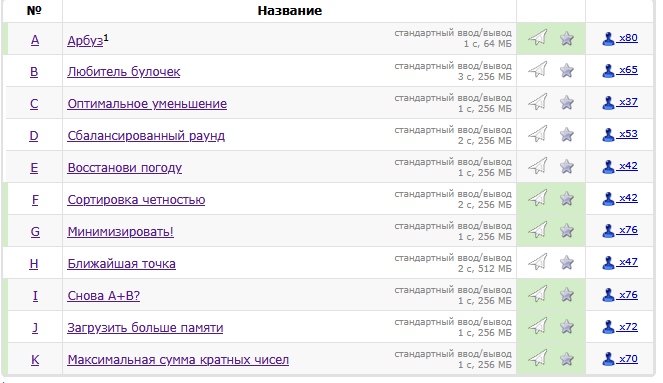 № Название
A Арбуз¹ стандартный ввод/вывод x80
1 с, 64 МБ
B Любитель булочек стандартный ввод/вывод x65
3 с, 256 МБ
C Оптимальное уменьшение стандартный ввод/вывод x37
1 с, 256 МБ
D Сбалансированный раунд стандартный ввод/вывод x53
2 с, 256 МБ
E Восстанови погоду стандартный ввод/вывод x42
1 с, 256 МБ
F Сортировка четностью стандартный ввод/вывод x42
2 с, 256 МБ
G Минимизировать! стандартный ввод/вывод x76
1 с, 256 МБ
H Ближайшая точка стандартный ввод/вывод x47
2 с, 512 МБ
I Снова A+B? стандартный ввод/вывод x76
1 с, 256 МБ
J Загрузить больше памяти стандартный ввод/вывод x72
1 с, 256 МБ
K Максимальная сумма кратных чисел стандартный ввод/вывод x70
1 с, 256 МБ